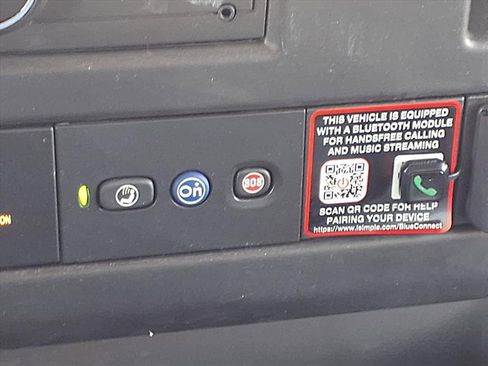 ON
On
SOS
THIS VEHICLE IS EQUIPPED
WITH A BLUETOOTH MODULE
FOR HANDSFREE CALLING
AND MUSIC STREAMING
SCAN QR CODE FOR HELP
PAIRING YOUR DEVICE
https://www.isimple.com/BlueConnect